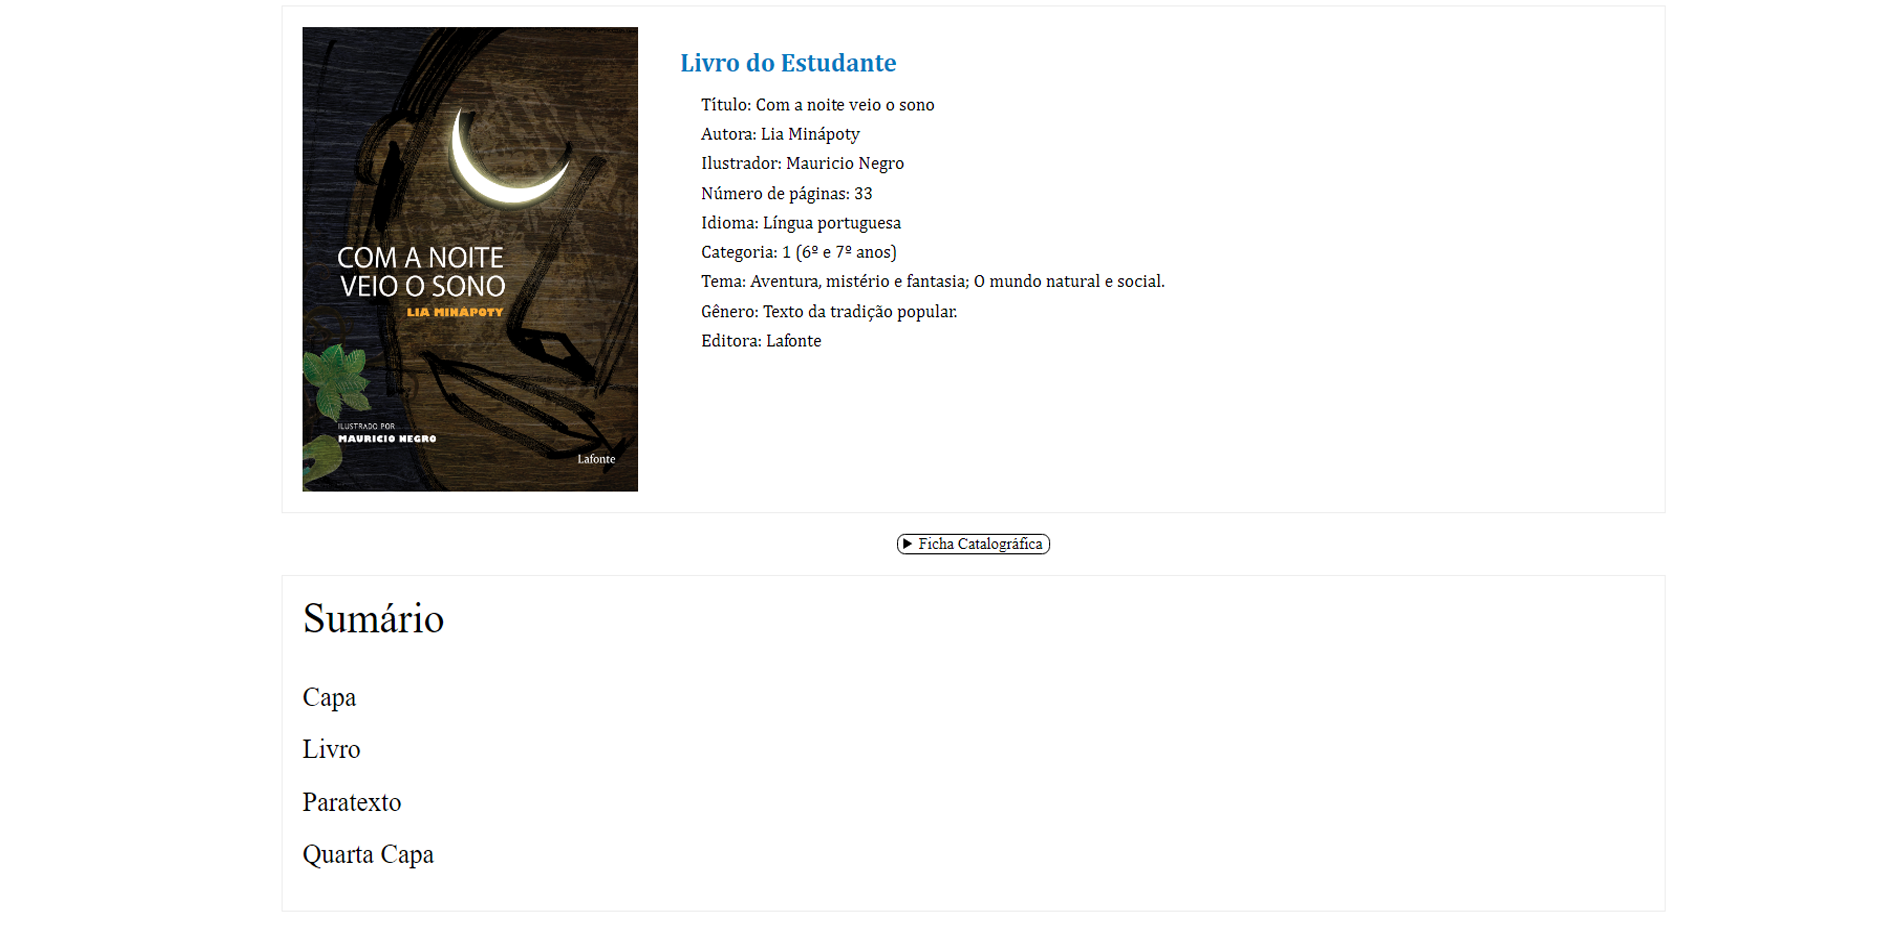 COM A NOITE
VEIO O SONO
LIA MINÁPOTY
ILUSTRADO POR
MAURICIO NEGRO
Lafonte
Livro do Estudante
Título: Com a noite veio o sono
Autora: Lia Minápoty
Ilustrador: Mauricio Negro
Número de páginas: 33
Idioma: Língua portuguesa
Categoria: 1 (6º e 7º anos)
Tema: Aventura, mistério e fantasia; O mundo natural e social.
Gênero: Texto da tradição popular.
Editora: Lafonte
▶ Ficha Catalográfica
Sumário
Capa
Livro
Paratexto
Quarta Capa